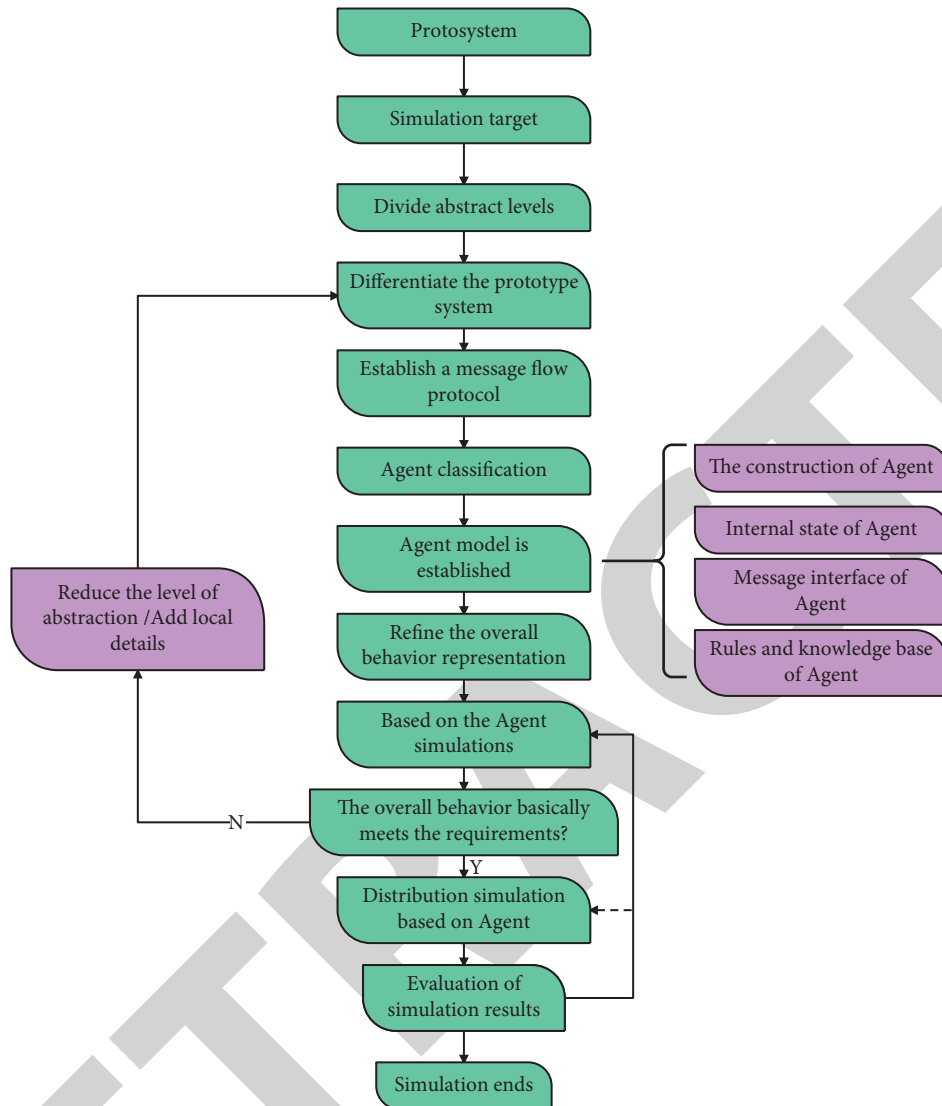 Protosystem
Simulation target
Divide abstract levels
Differentiate the prototype
system
Establish a message flow
protocol
Agent classification
Agent model is
established
The construction of Agent
Internal state of Agent
Message interface of
Agent
Rules and knowledge base
of Agent
Reduce the level of
abstraction /Add local
details
Refine the overall
behavior representation
Based on the Agent
simulations
The overall behavior basically
meets the requirements?
N
Y
Distribution simulation
based on Agent
Evaluation of
simulation results
Simulation ends